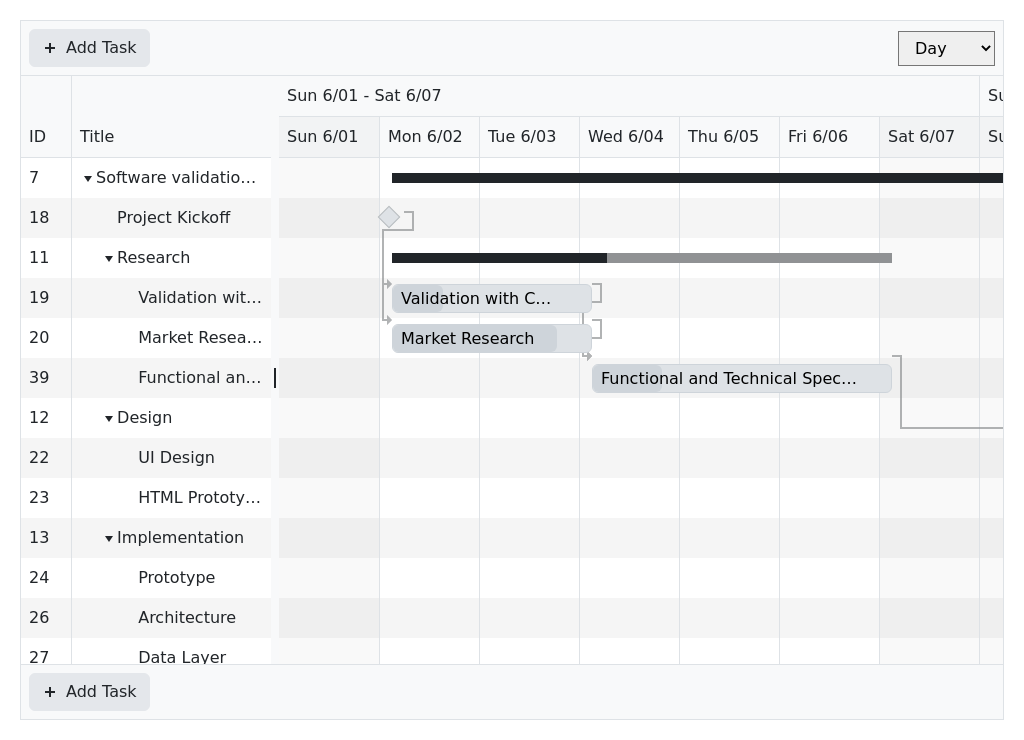 + Add Task
Day
Sun 6/01 - Sat 6/07
Su
ID
Title
Sun 6/01
Mon 6/02
Tue 6/03
Wed 6/04
Thu 6/05
Fri 6/06
Sat 6/07
Su
7 Software validatio…
18 Project Kickoff
11 Research
19 Validation wit… Validation with C…
20 Market Resea… Market Research
39 Functional an… Functional and Technical Spec…
12 Design
22 UI Design
23 HTML Prototy…
13 Implementation
24 Prototype
26 Architecture
27 Data Layer
+ Add Task